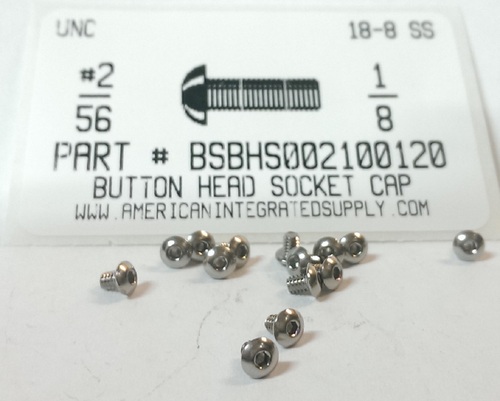 UNC 18-8 SS
#2 1
56 8
PART # BSBHS002100120
BUTTON HEAD SOCKET CAP
WWW.AMERICANINTEGRATEDSUPPLY.COM